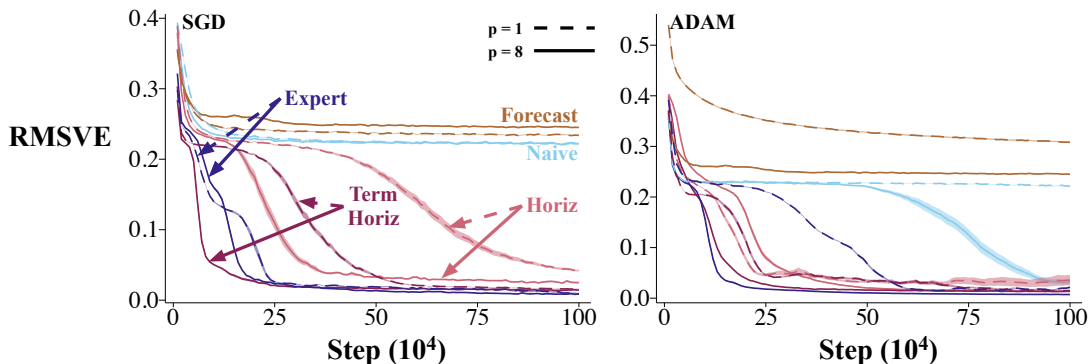 SGD
p = 1
p = 8
ADAM
RMSVE
0.4
0.3
0.2
0.1
0.0
Expert
Forecast
Naive
Term
Horiz
Horiz
0 25 50 75 100
Step (10⁴)
0.5
0.4
0.3
0.2
0.1
0.0
0 25 50 75 100
Step (10⁴)